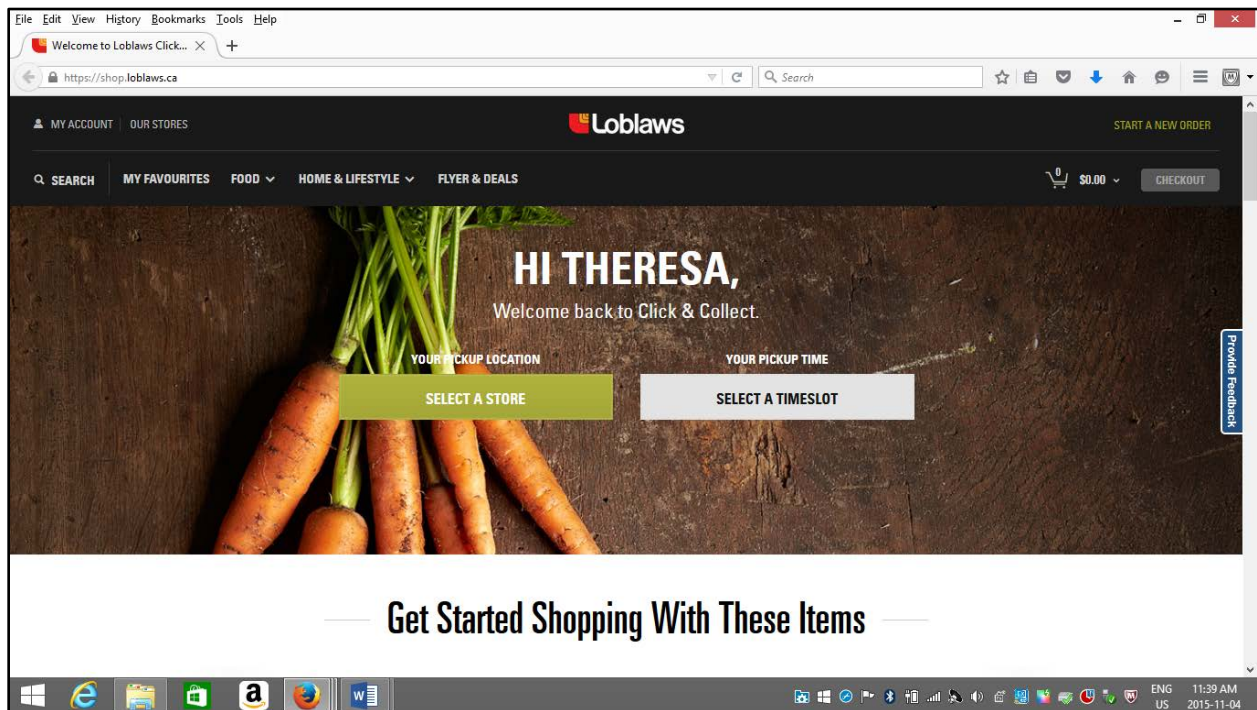 File Edit View History Bookmarks Tools Help
Welcome to Loblaws Click...
https://shop.loblaws.ca
Search
MY ACCOUNT OUR STORES
Loblaws
START A NEW ORDER
SEARCH MY FAVOURITES FOOD HOME & LIFESTYLE FLYER & DEALS
0 $0.00 CHECKOUT
HI THERESA,
Welcome back to Click & Collect.
YOUR PICKUP LOCATION YOUR PICKUP TIME
SELECT A STORE SELECT A TIMESLOT
Provide Feedback
Get Started Shopping With These Items
ENG 11:39 AM
US 2015-11-04